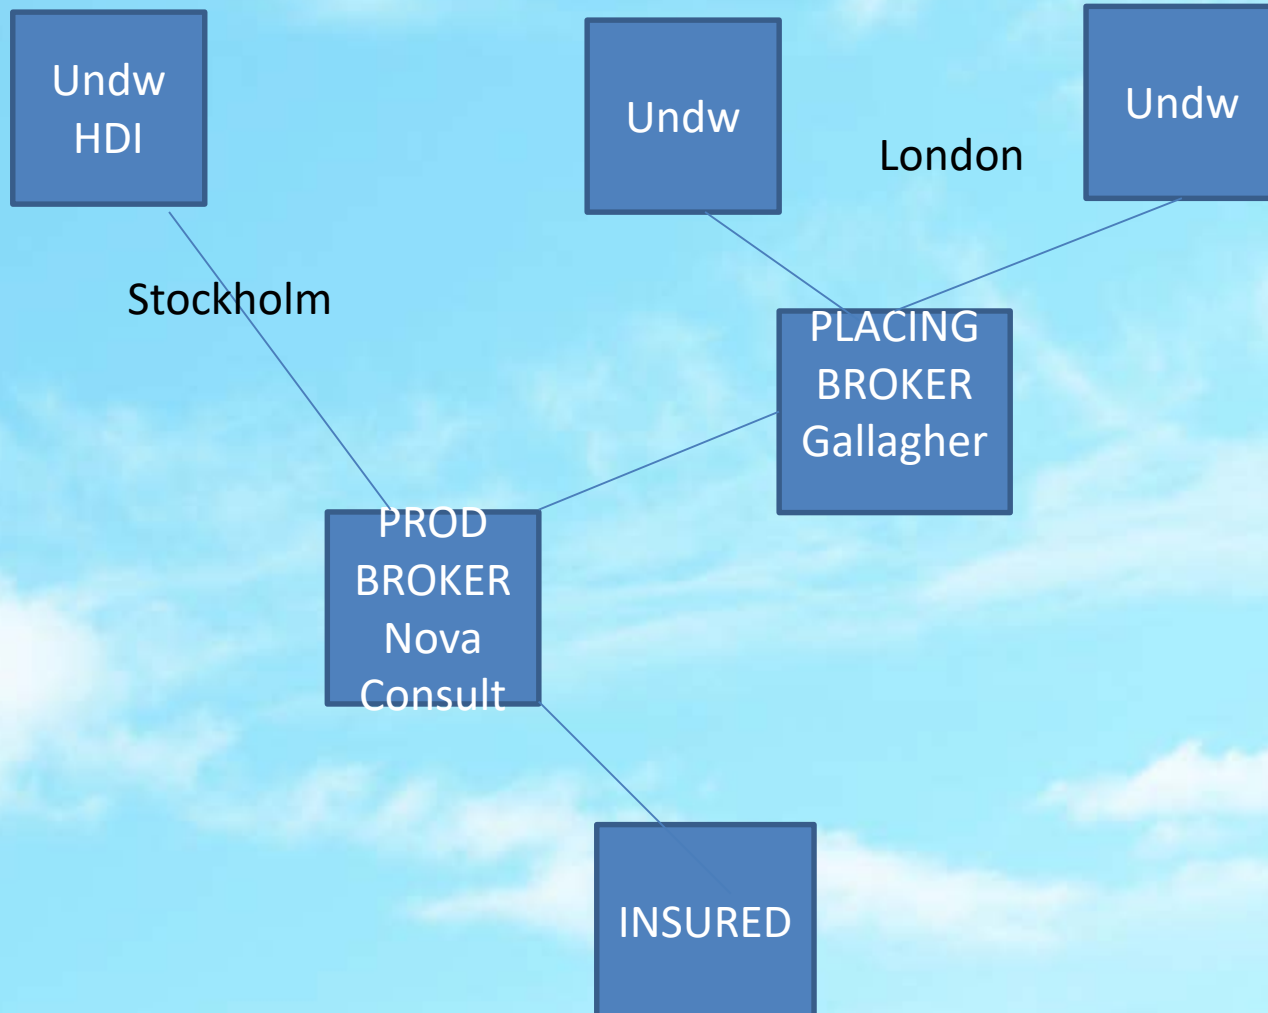 Undw
HDI
Undw
Undw
London
Stockholm
PLACING
BROKER
Gallagher
PROD
BROKER
Nova
Consult
INSURED